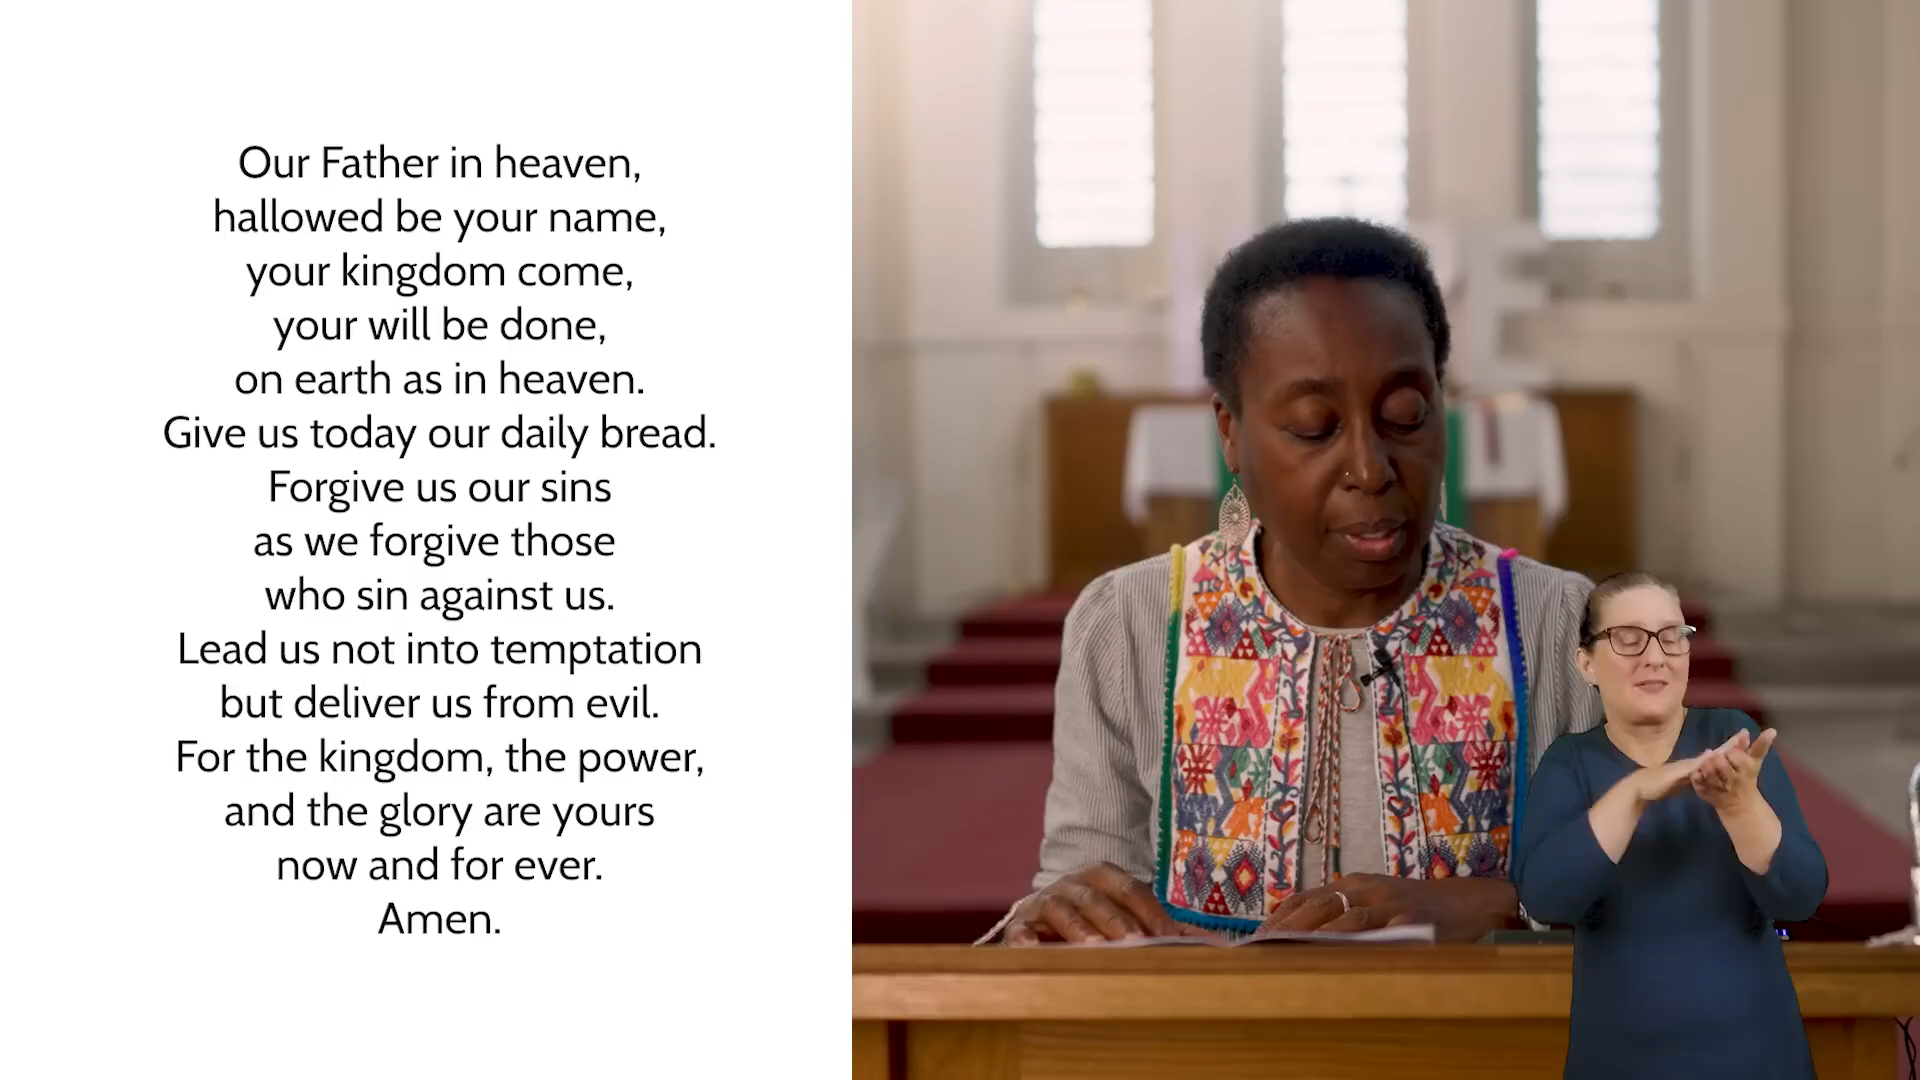 Our Father in heaven,
hallowed be your name,
your kingdom come,
your will be done,
on earth as in heaven.
Give us today our daily bread.
Forgive us our sins
as we forgive those
who sin against us.
Lead us not into temptation
but deliver us from evil.
For the kingdom, the power,
and the glory are yours
now and for ever.
Amen.